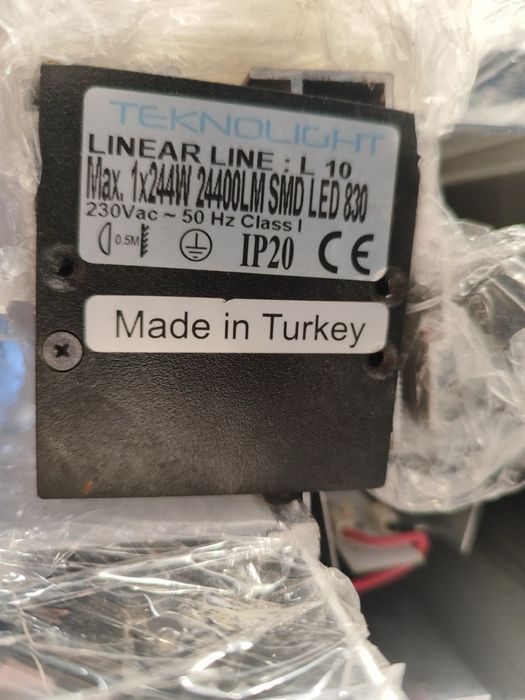 TEKNOLIGHT
LINEAR LINE : L 10
Max. 1x244W 24400LM SMD LED 830
230Vac ~ 50 Hz Class I
0.5M
IP20 CE
Made in Turkey